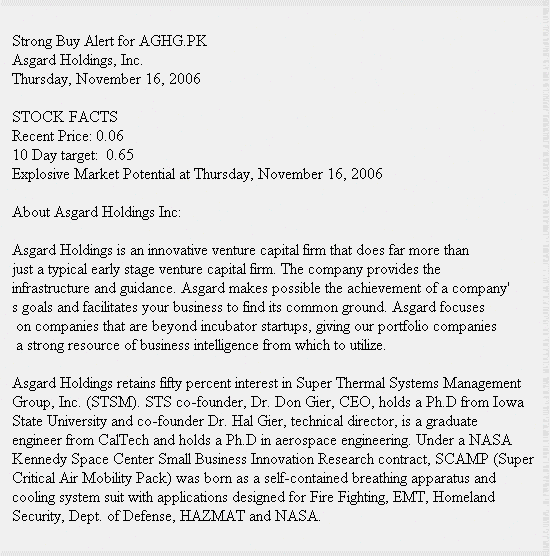 Strong Buy Alert for AGHG.PK
Asgard Holdings, Inc.
Thursday, November 16, 2006
STOCK FACTS
Recent Price: 0.06
10 Day target:  0.65
Explosive Market Potential at Thursday, November 16, 2006
About Asgard Holdings Inc:
Asgard Holdings is an innovative venture capital firm that does far more than
just a typical early stage venture capital firm. The company provides the
infrastructure and guidance. Asgard makes possible the achievement of a company'
s goals and facilitates your business to find its common ground. Asgard focuses
on companies that are beyond incubator startups, giving our portfolio companies
a strong resource of business intelligence from which to utilize.
Asgard Holdings retains fifty percent interest in Super Thermal Systems Management
Group, Inc. (STSM). STS co-founder, Dr. Don Gier, CEO, holds a Ph.D from Iowa
State University and co-founder Dr. Hal Gier, technical director, is a graduate
engineer from CalTech and holds a Ph.D in aerospace engineering. Under a NASA
Kennedy Space Center Small Business Innovation Research contract, SCAMP (Super
Critical Air Mobility Pack) was born as a self-contained breathing apparatus and
cooling system suit with applications designed for Fire Fighting, EMT, Homeland
Security, Dept. of Defense, HAZMAT and NASA.